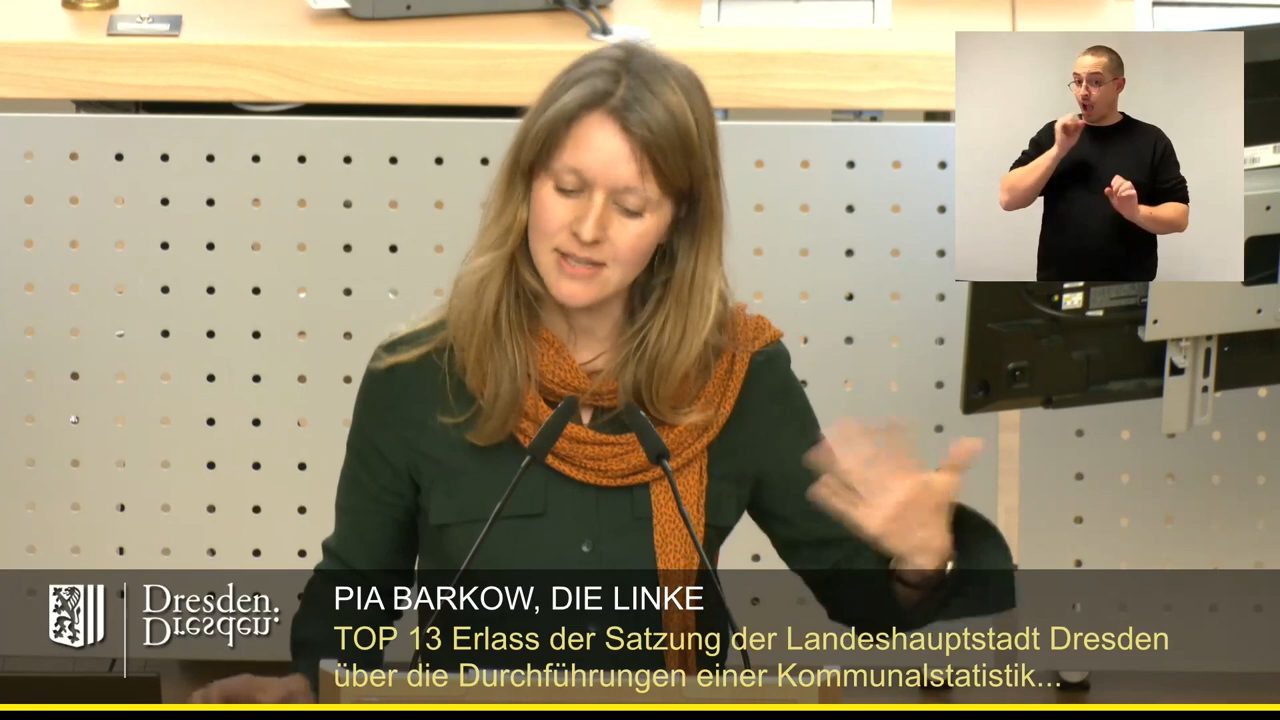 Dresden.
Dresden.
PIA BARKOW, DIE LINKE
TOP 13 Erlass der Satzung der Landeshauptstadt Dresden
über die Durchführungen einer Kommunalstatistik...